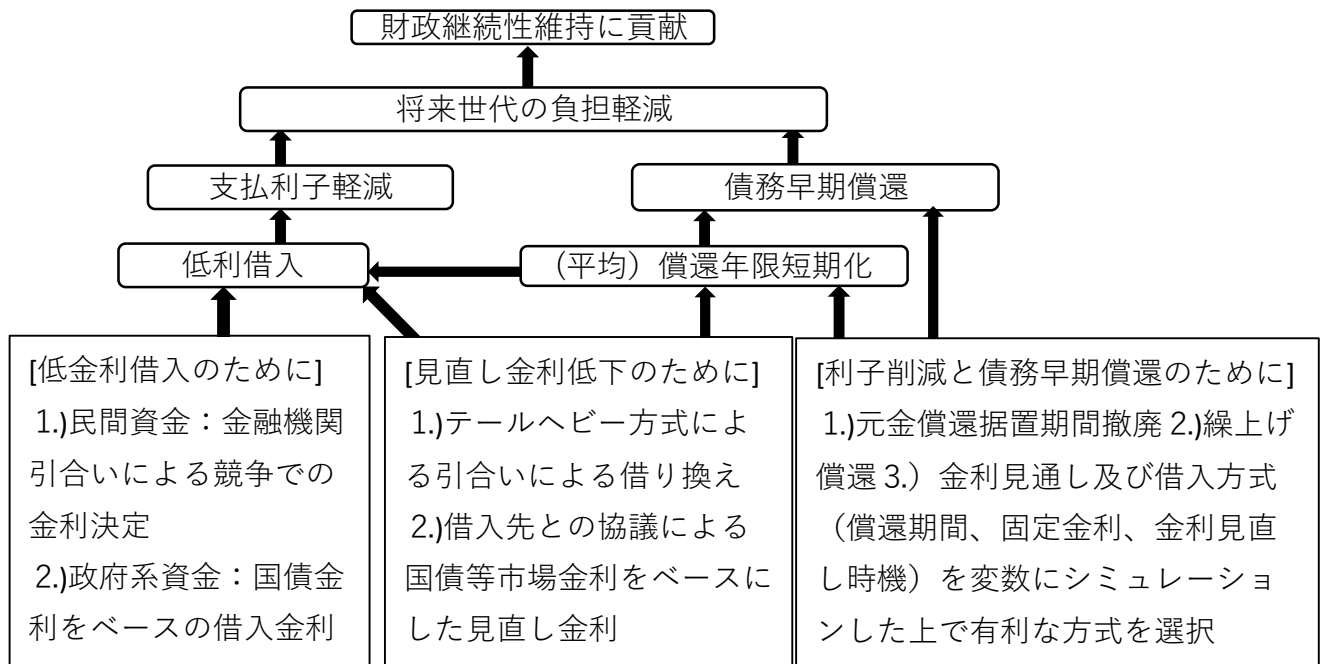 財政継続性維持に貢献
将来世代の負担軽減
支払利子軽減
債務早期償還
低利借入
（平均）償還年限短期化
[低金利借入のために]
1.)民間資金：金融機関
引合いによる競争での
金利決定
2.)政府系資金：国債金
利をベースの借入金利
[見直し金利低下のために]
1.)テールヘビー方式によ
る引合いによる借り換え
2.)借入先との協議による
国債等市場金利をベースに
した見直し金利
[利子削減と債務早期償還のために]
1.)元金償還据置期間撤廃 2.)繰上げ
償還 3.）金利見通し及び借入方式
（償還期間、固定金利、金利見直
し時機）を変数にシミュレーショ
ンした上で有利な方式を選択